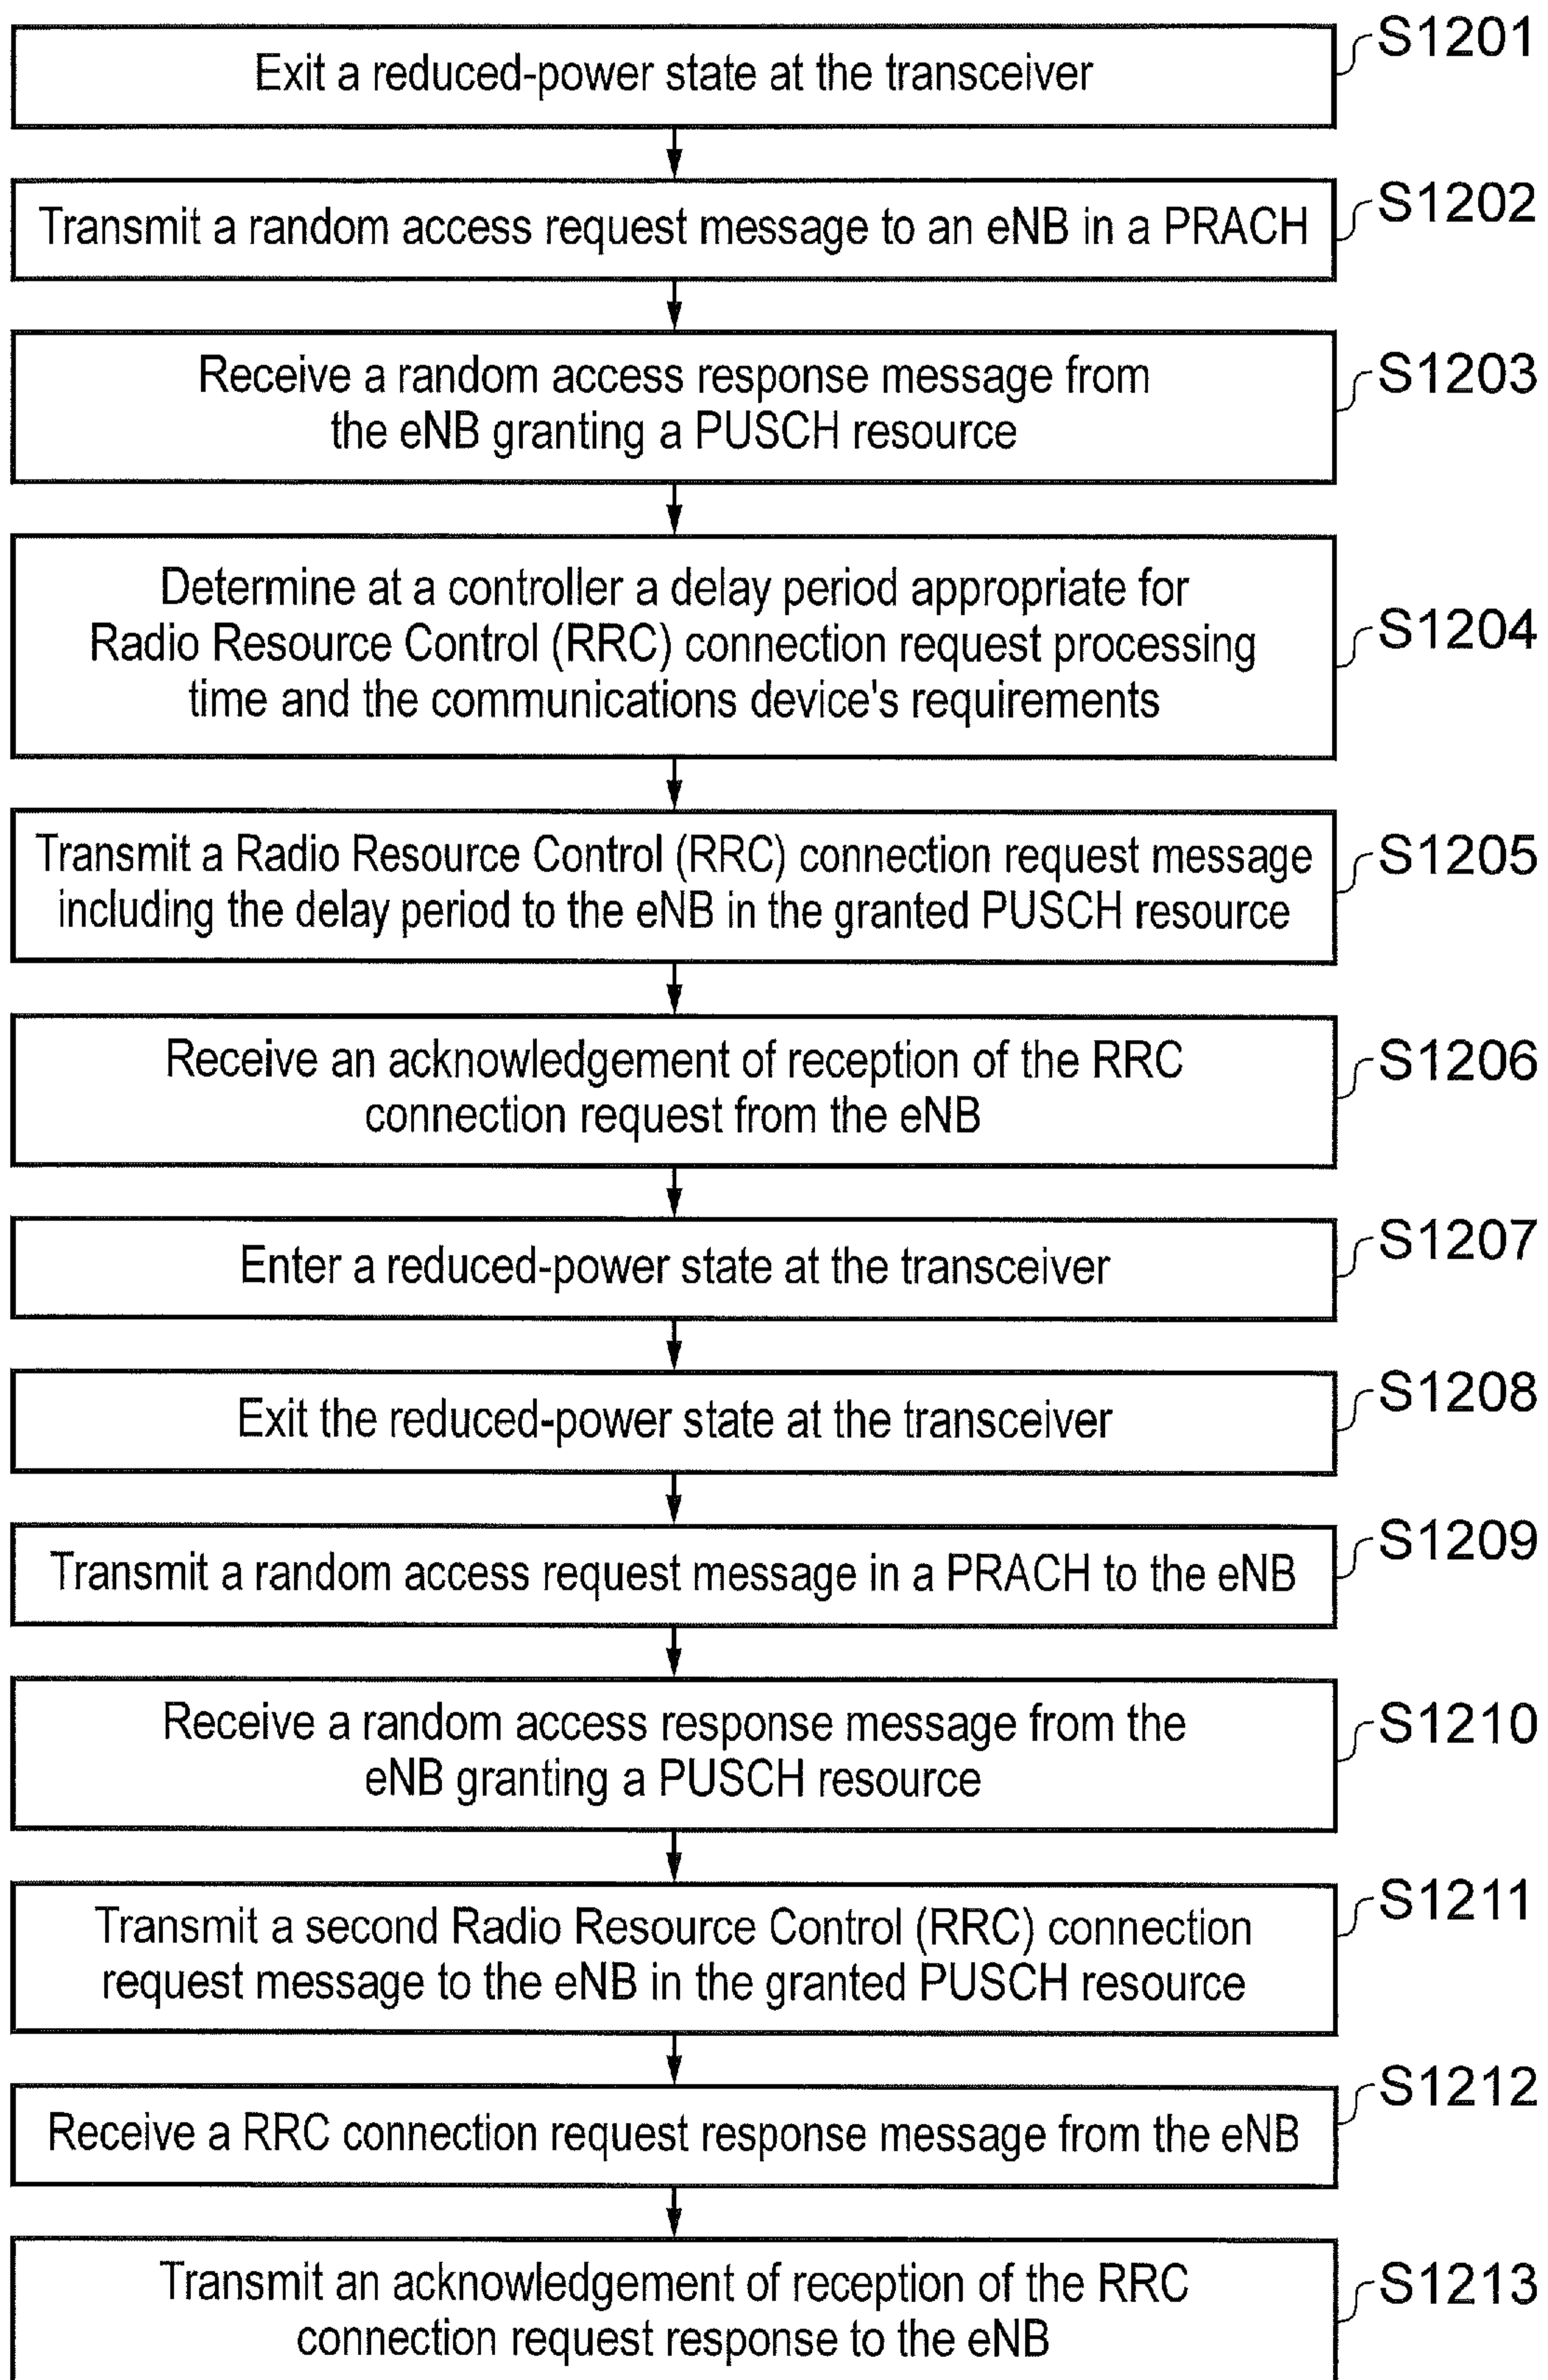 S1201
Exit a reduced-power state at the transceiver
S1202
Transmit a random access request message to an eNB in a PRACH
S1203
Receive a random access response message from
the eNB granting a PUSCH resource
S1204
Determine at a controller a delay period appropriate for
Radio Resource Control (RRC) connection request processing
time and the communications device's requirements
S1205
Transmit a Radio Resource Control (RRC) connection request message
including the delay period to the eNB in the granted PUSCH resource
S1206
Receive an acknowledgement of reception of the RRC
connection request from the eNB
S1207
Enter a reduced-power state at the transceiver
S1208
Exit the reduced-power state at the transceiver
S1209
Transmit a random access request message in a PRACH to the eNB
S1210
Receive a random access response message from the
eNB granting a PUSCH resource
S1211
Transmit a second Radio Resource Control (RRC) connection
request message to the eNB in the granted PUSCH resource
S1212
Receive a RRC connection request response message from the eNB
S1213
Transmit an acknowledgement of reception of the RRC
connection request response to the eNB